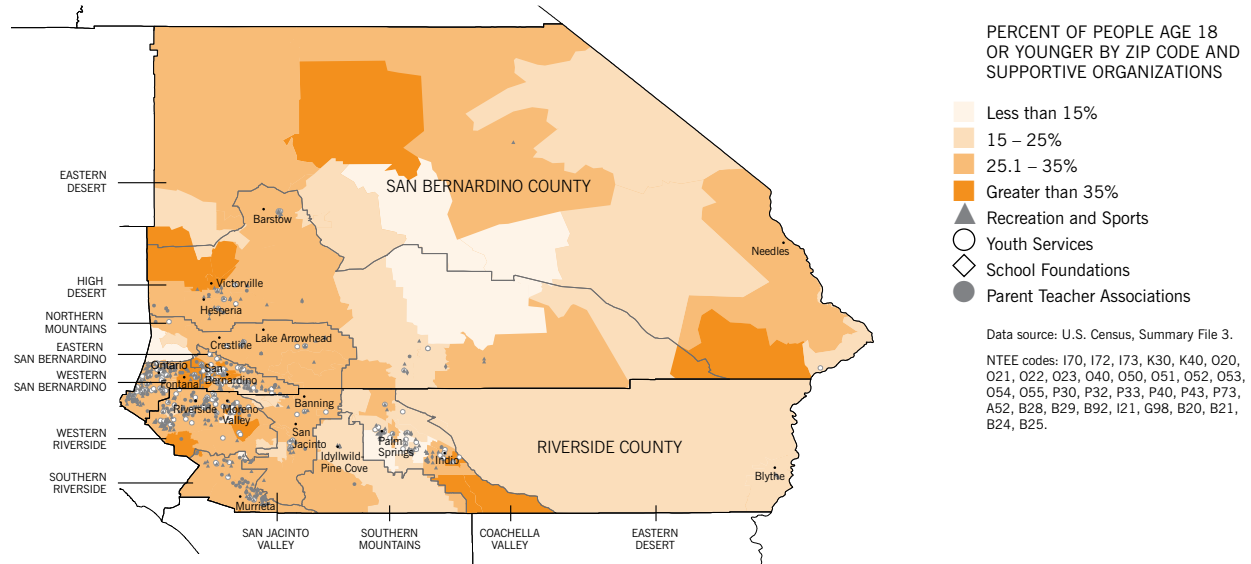 PERCENT OF PEOPLE AGE 18
OR YOUNGER BY ZIP CODE AND
SUPPORTIVE ORGANIZATIONS
Less than 15%
15 – 25%
25.1 – 35%
Greater than 35%
Recreation and Sports
Youth Services
School Foundations
Parent Teacher Associations
Data source: U.S. Census, Summary File 3.
NTEE codes: I70, I72, I73, K30, K40, O20,
O21, O22, O23, O40, O50, O51, O52, O53,
O54, O55, P30, P32, P33, P40, P43, P73,
A52, B28, B29, B92, I21, G98, B20, B21,
B24, B25.
EASTERN
DESERT
SAN BERNARDINO COUNTY
Barstow
Needles
HIGH
DESERT
Victorville
Hesperia
NORTHERN
MOUNTAINS
Lake Arrowhead
Crestline
EASTERN
SAN BERNARDINO
Ontario
San
Bernardino
WESTERN
SAN BERNARDINO
Fontana
Banning
Riverside
Moreno
Valley
WESTERN
RIVERSIDE
San
Jacinto
Palm
Springs
RIVERSIDE COUNTY
Idyllwild-
Pine Cove
Indio
Blythe
SOUTHERN
RIVERSIDE
Murrieta
SAN JACINTO
VALLEY
SOUTHERN
MOUNTAINS
COACHELLA
VALLEY
EASTERN
DESERT